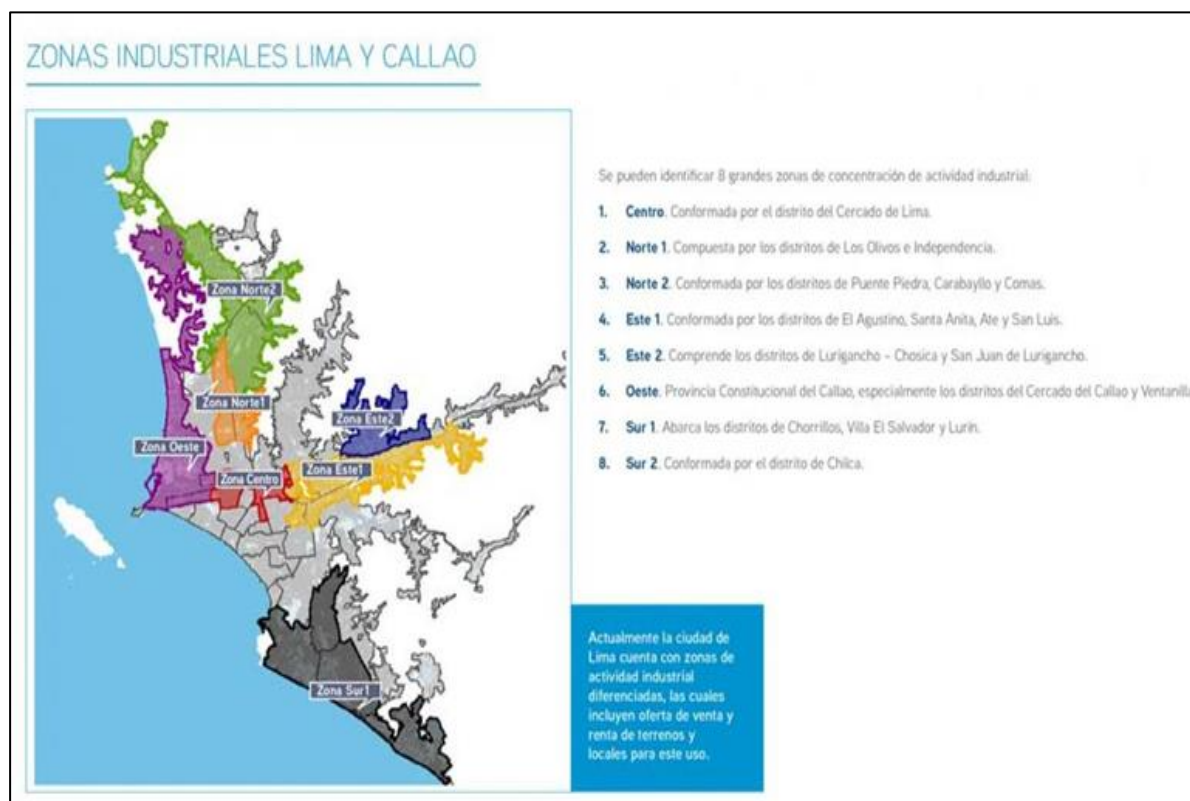 ZONAS INDUSTRIALES LIMA Y CALLAO
Se pueden identificar 8 grandes zonas de concentración de actividad industrial:
1. Centro. Conformada por el distrito del Cercado de Lima.
2. Norte 1. Compuesta por los distritos de Los Olivos e Independencia.
3. Norte 2. Conformada por los distritos de Puente Piedra, Carabayllo y Comas.
4. Este 1. Conformada por los distritos de El Agustino, Santa Anita, Ate y San Luis.
5. Este 2. Comprende los distritos de Lurigancho - Chosica y San Juan de Lurigancho.
6. Oeste. Provincia Constitucional del Callao, especialmente los distritos del Cercado del Callao y Ventanilla
7. Sur 1. Abarca los distritos de Chorrillos, Villa El Salvador y Lurín.
8. Sur 2. Conformada por el distrito de Chilca.
Zona Norte2
Zona Norte1
Zona Este2
Zona Oeste
Zona Este1
Zona Centro
Zona Sur1
Actualmente la ciudad de
Lima cuenta con zonas de
actividad industrial
diferenciadas, las cuales
incluyen oferta de venta y
renta de terrenos y
locales para este uso.